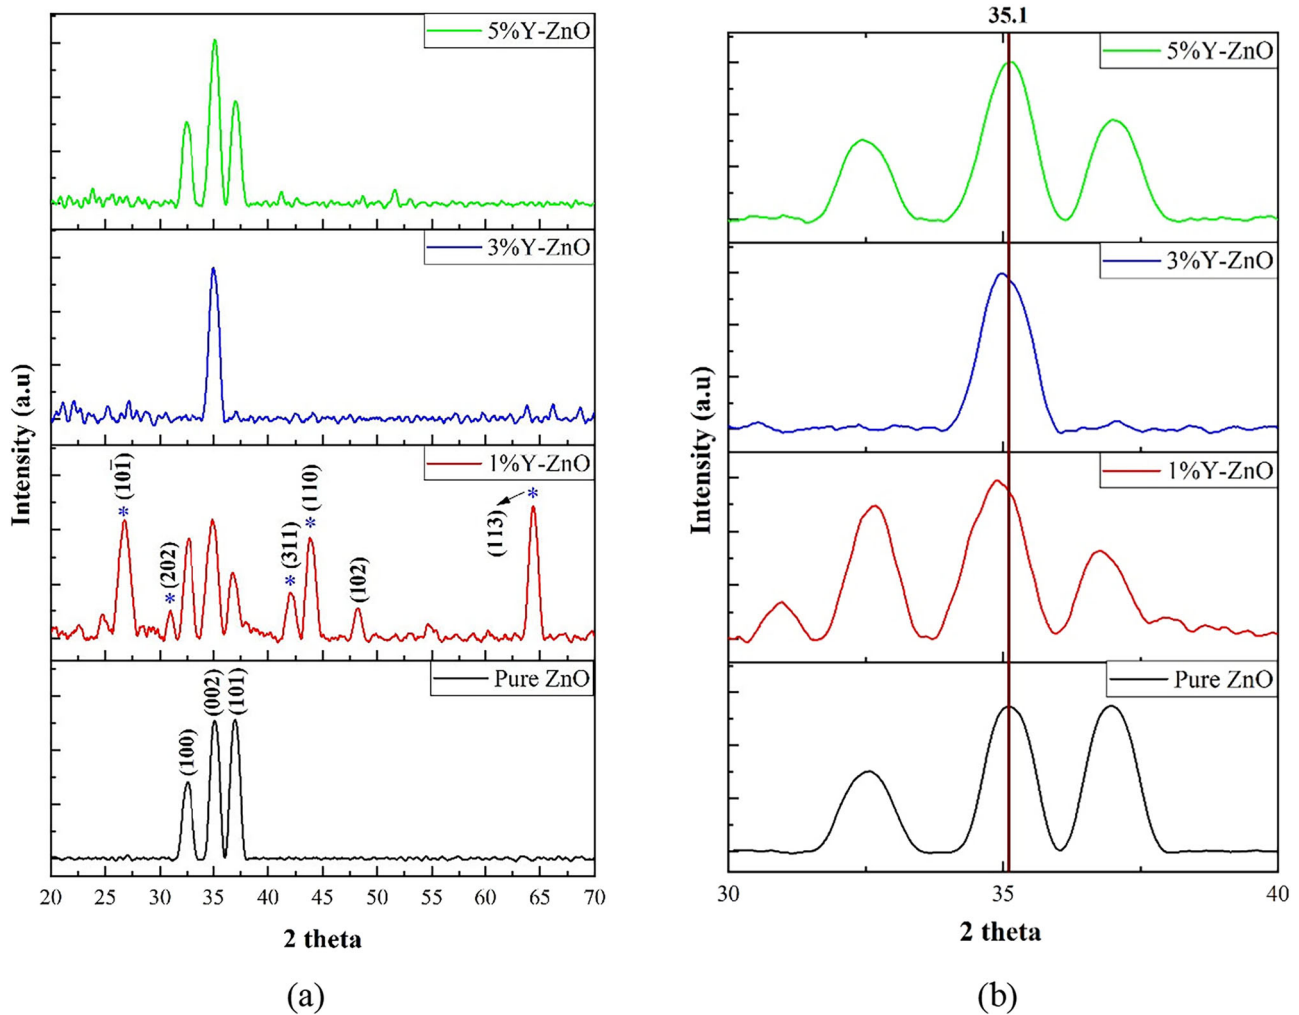 5%Y-ZnO
3%Y-ZnO
* (10̄1)
* (202)
* (311)
* (110)
(102)
(113)
*
1%Y-ZnO
(100)
(002)
(101)
Pure ZnO
20 25 30 35 40 45 50 55 60 65 70
2 theta
Intensity (a.u)
(a)
35.1
5%Y-ZnO
3%Y-ZnO
1%Y-ZnO
Pure ZnO
30 35 40
2 theta
Intensity (a.u)
(b)